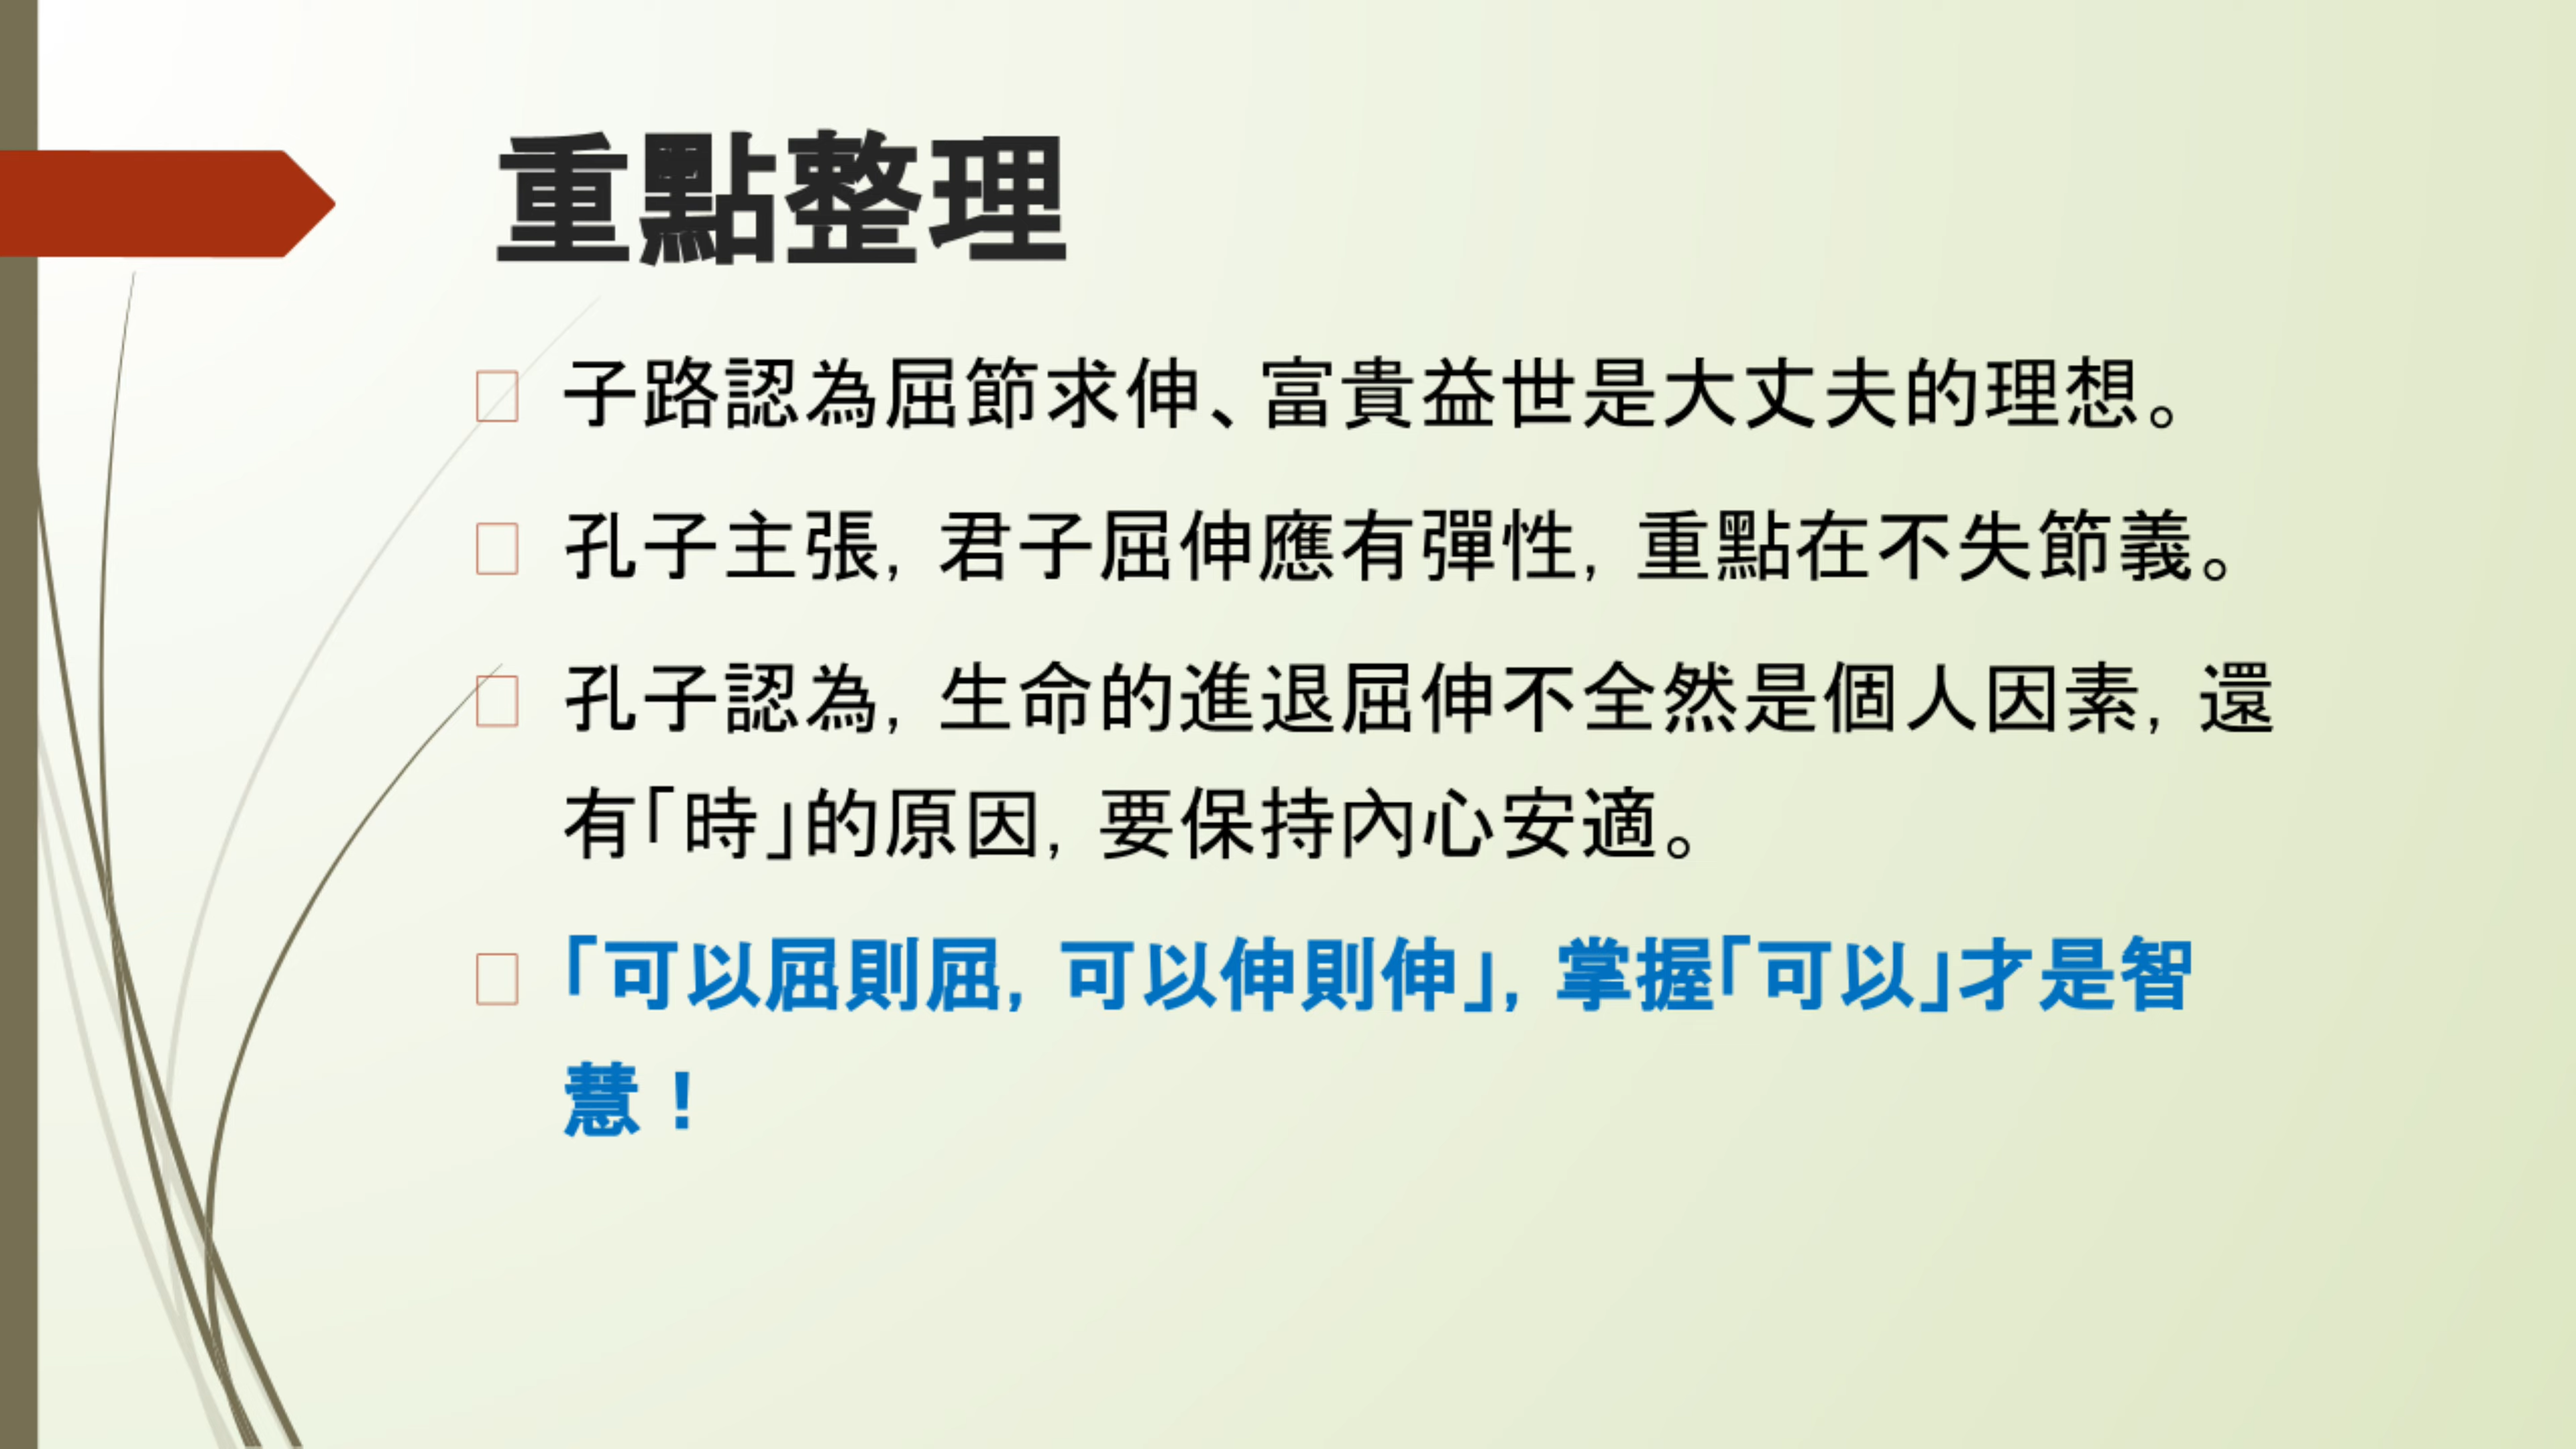 重點整理
子路認為屈節求伸、富貴益世是大丈夫的理想。
孔子主張，君子屈伸應有彈性，重點在不失節義。
孔子認為，生命的進退屈伸不全然是個人因素，還
有「時」的原因，要保持內心安適。
「可以屈則屈，可以伸則伸」，掌握「可以」才是智
慧！